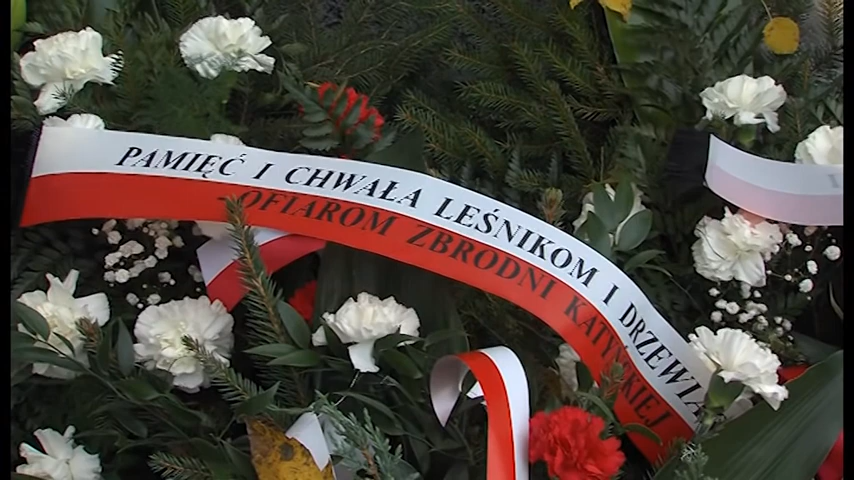 PAMIĘĆ I CHWAŁA LEŚNIKOM I DRZEWIA
- OFIAROM ZBRODNI KATYŃSKIEJ